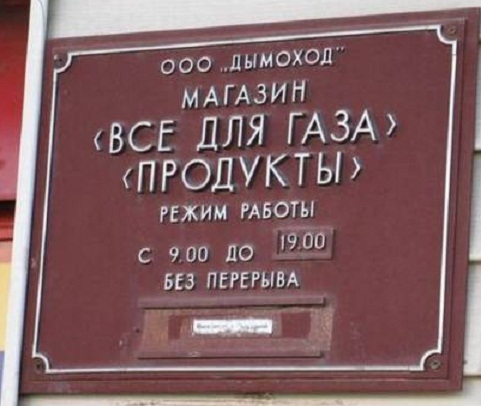 ООО „ДЫМОХОД"
МАГАЗИН
‹ВСЕ ДЛЯ ГАЗА›
‹ПРОДУКТЫ›
РЕЖИМ РАБОТЫ
С 9.00 ДО 19.00
БЕЗ ПЕРЕРЫВА